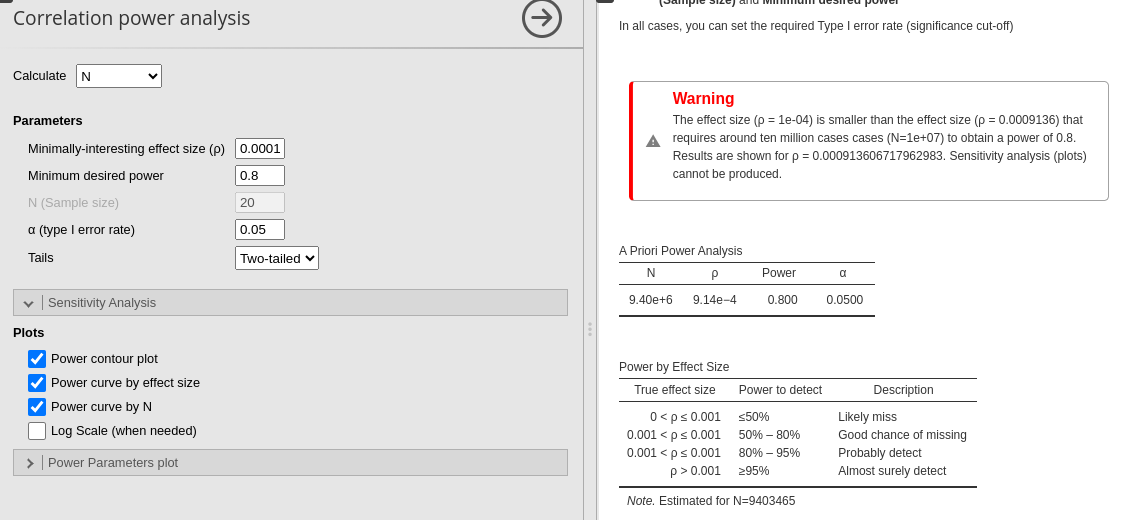 Correlation power analysis
Calculate N
Parameters
Minimally-interesting effect size (ρ) 0.0001
Minimum desired power 0.8
N (Sample size) 20
α (type I error rate) 0.05
Tails Two-tailed
Sensitivity Analysis
Plots
Power contour plot
Power curve by effect size
Power curve by N
Log Scale (when needed)
Power Parameters plot
(Sample size) and Minimum desired power
In all cases, you can set the required Type I error rate (significance cut-off)
Warning
The effect size (ρ = 1e-04) is smaller than the effect size (ρ = 0.0009136) that
requires around ten million cases cases (N=1e+07) to obtain a power of 0.8.
Results are shown for ρ = 0.000913606717962983. Sensitivity analysis (plots)
cannot be produced.
A Priori Power Analysis
N ρ Power α
9.40e+6 9.14e−4 0.800 0.0500
Power by Effect Size
True effect size Power to detect Description
0 < ρ ≤ 0.001 ≤50% Likely miss
0.001 < ρ ≤ 0.001 50% – 80% Good chance of missing
0.001 < ρ ≤ 0.001 80% – 95% Probably detect
ρ > 0.001 ≥95% Almost surely detect
Note. Estimated for N=9403465